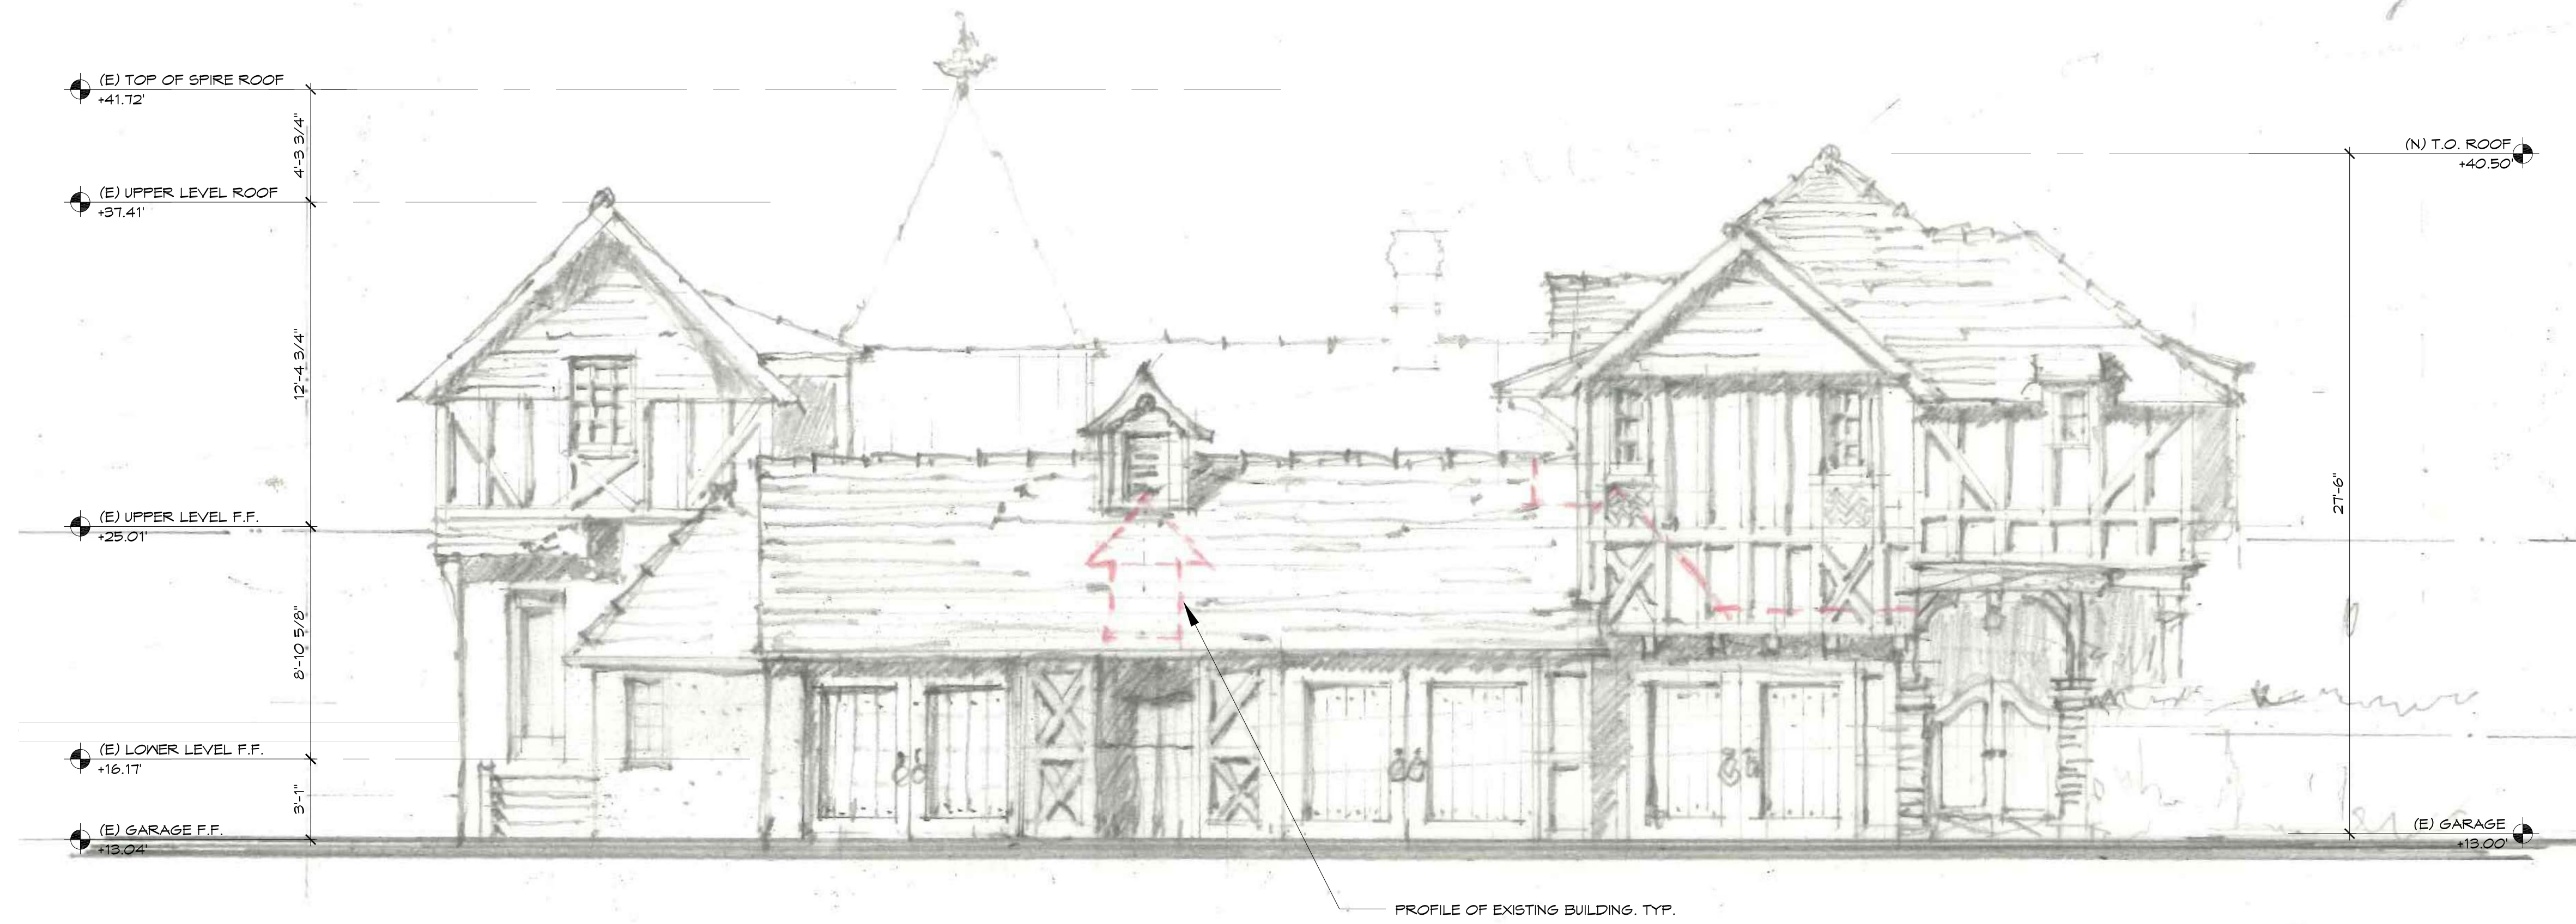 (E) TOP OF SPIRE ROOF
+41.72'
4'-3 3/4"
(E) UPPER LEVEL ROOF
+37.41'
12'-4 3/4"
(E) UPPER LEVEL F.F.
+25.01'
8'-10 5/8"
(E) LOWER LEVEL F.F.
+16.17'
3'-1"
(E) GARAGE F.F.
+13.04'
(N) T.O. ROOF
+40.50'
27'-6"
(E) GARAGE
+13.00'
PROFILE OF EXISTING BUILDING. TYP.